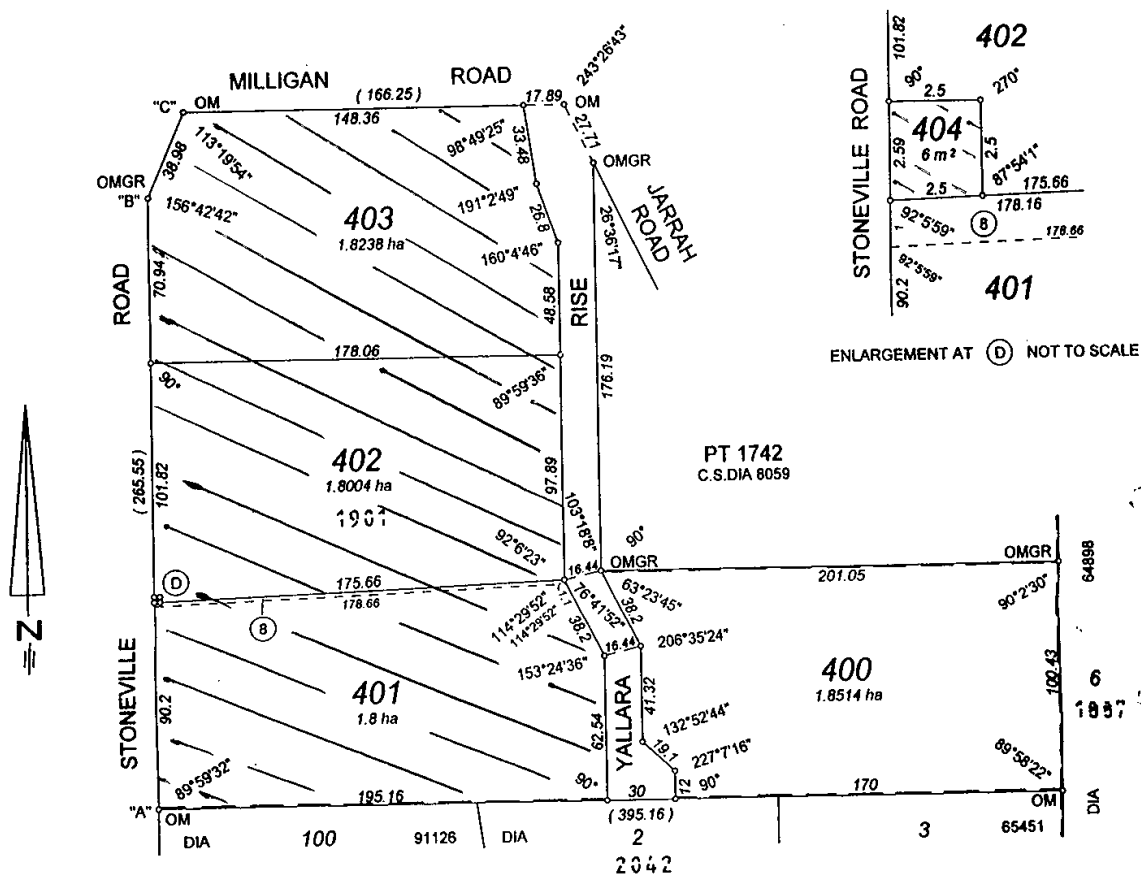 MILLIGAN ROAD
243°26'43"
"C" OM
( 166.25)
148.36
17.89
OM
27.71
OMGR
113°19'54"
98°49'25"
33.48
38.98
OMGR
"B"
156°42'42"
403
1.8238 ha
191°2'49"
26.8
160°4'46"
JARRAH
ROAD
26°36'17"
ROAD
70.94
48.58
RISE
178.06
90°
89°59'36"
176.19
402
1.8004 ha
1901
( 265.55)
101.82
97.89
PT 1742
C.S.DIA 8059
92°6'23"
103°18'8"
90°
16.44
OMGR
201.05
OMGR
64898
90°2'30"
D
175.66
178.66
8
1.1
76°41'52"
38.2
63°23'45"
38.2
114°29'52"
114°29'52"
16.44
206°35'24"
153°24'36"
401
1.8 ha
400
1.8514 ha
100.43
6
STONEVILLE
90.2
62.54
YALLARA
41.32
132°52'44"
19.1
227°7'16"
89°59'32"
90°
12
90°
89°58'22"
"A"
OM
195.16
30
170
OM
( 395.16)
DIA 100 91126
DIA 2
3 65451
DIA
2042
N
101.82
402
90°
2.5
270°
STONEVILLE ROAD
404
6 m²
2.59
2.5
2.5
87°54'1"
175.66
178.16
92°5'59"
8
1
178.66
92°5'59"
90.2
401
ENLARGEMENT AT D NOT TO SCALE